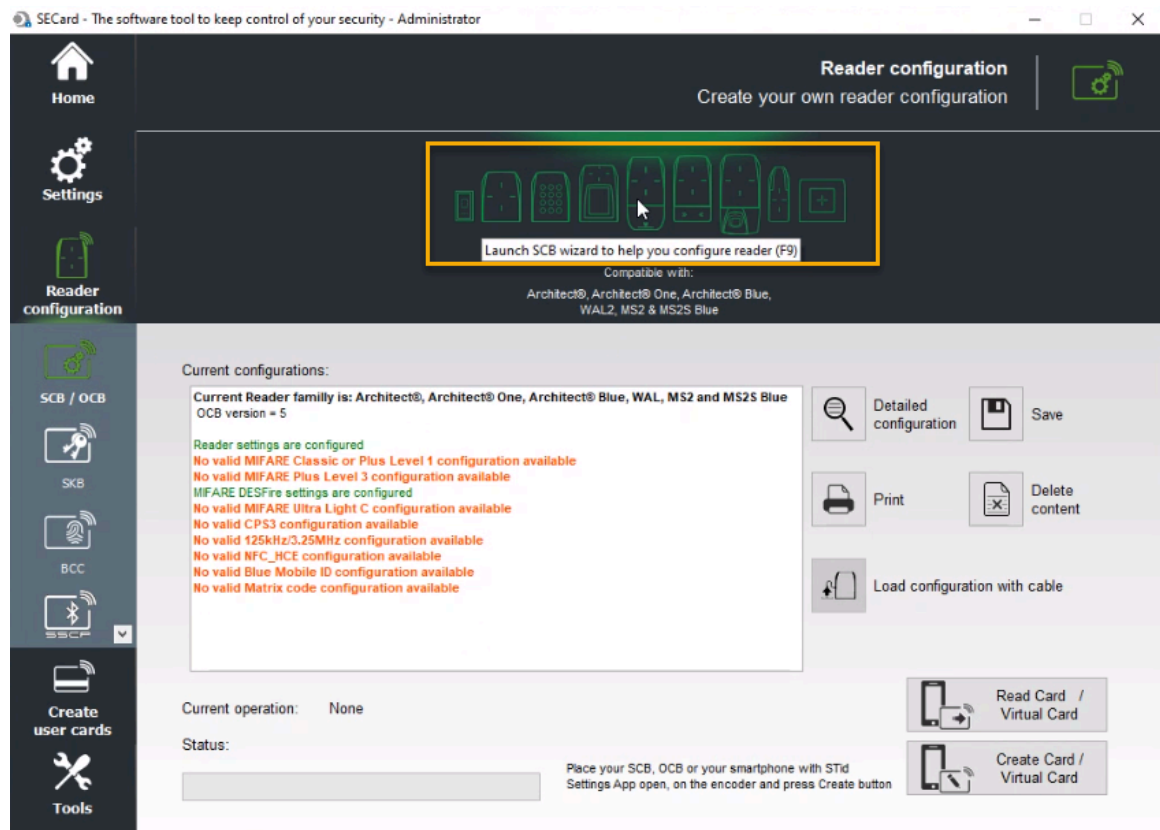 SECard - The software tool to keep control of your security - Administrator
Home
Reader configuration
Create your own reader configuration
Settings
Launch SCB wizard to help you configure reader (F9)
Compatible with:
Architect®, Architect® One, Architect® Blue,
WAL2, MS2 & MS2S Blue
Reader
configuration
SCB / OCB
SKB
BCC
SSCP
Create
user cards
Tools
Current configurations:
Current Reader familly is: Architect®, Architect® One, Architect® Blue, WAL, MS2 and MS2S Blue
OCB version = 5
Reader settings are configured
No valid MIFARE Classic or Plus Level 1 configuration available
No valid MIFARE Plus Level 3 configuration available
MIFARE DESFire settings are configured
No valid MIFARE Ultra Light C configuration available
No valid CPS3 configuration available
No valid 125kHz/3.25MHz configuration available
No valid NFC_HCE configuration available
No valid Blue Mobile ID configuration available
No valid Matrix code configuration available
Detailed
configuration
Save
Print
Delete
content
Load configuration with cable
Current operation: None
Status:
Place your SCB, OCB or your smartphone with STid
Settings App open, on the encoder and press Create button
Read Card /
Virtual Card
Create Card /
Virtual Card